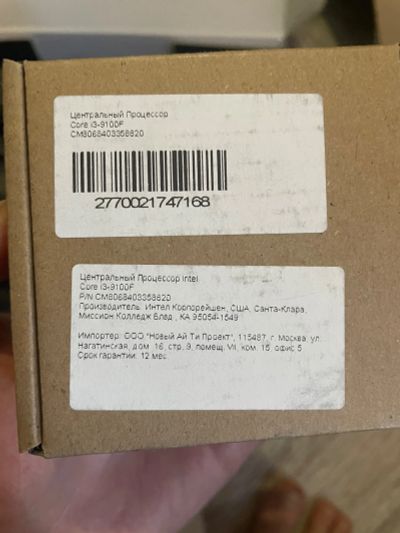 Центральный Процессор
Core i3-9100F
CM8068403358820
2770021747168
Центральный Процессор Intel
Core i3-9100F
P/N CM8068403358820
Производитель: Интел Корпорейшен, США, Санта-Клара,
Миссион Колледж Блвд., КА 95054-1549
Импортер: ООО "Новый Ай Ти Проект", 115487, г. Москва, ул.
Нагатинская, дом. 16, стр. 9, помещ. VII, ком. 15, офис 5
Срок гарантии: 12 мес.